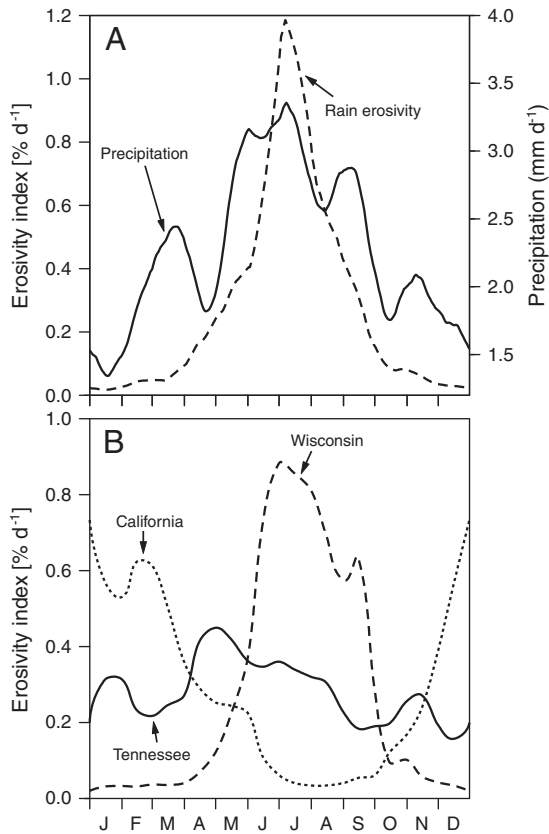 A
1.2
1.0
0.8
0.6
0.4
0.2
0.0
Erosivity index [% d⁻¹]
Precipitation
Rain erosivity
4.0
3.5
3.0
2.5
2.0
1.5
Precipitation (mm d⁻¹)
B
1.0
0.8
0.6
0.4
0.2
0.0
Erosivity index [% d⁻¹]
Wisconsin
California
Tennessee
J F M A M J J A S O N D